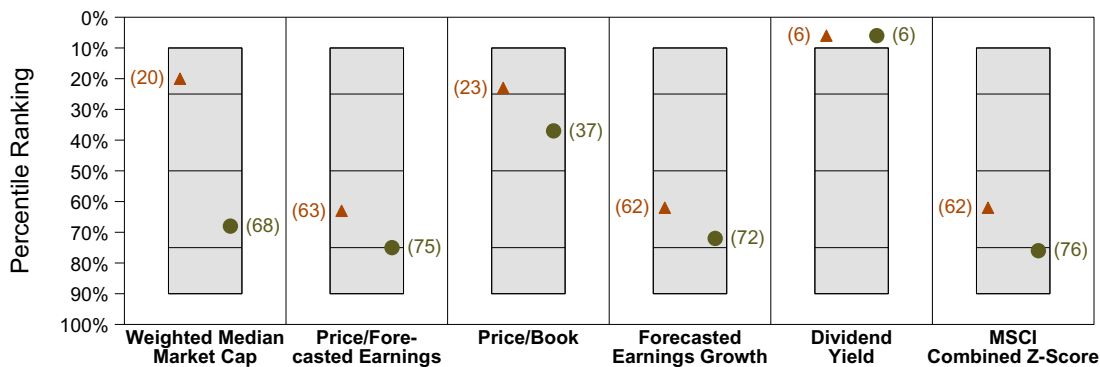 Percentile Ranking
0%
10%
20%
30%
40%
50%
60%
70%
80%
90%
100%
(20)
(68)
(63)
(75)
(23)
(37)
(62)
(72)
(6)
(6)
(62)
(76)
Weighted Median
Market Cap
Price/Fore-
casted Earnings
Price/Book
Forecasted
Earnings Growth
Dividend
Yield
MSCI
Combined Z-Score